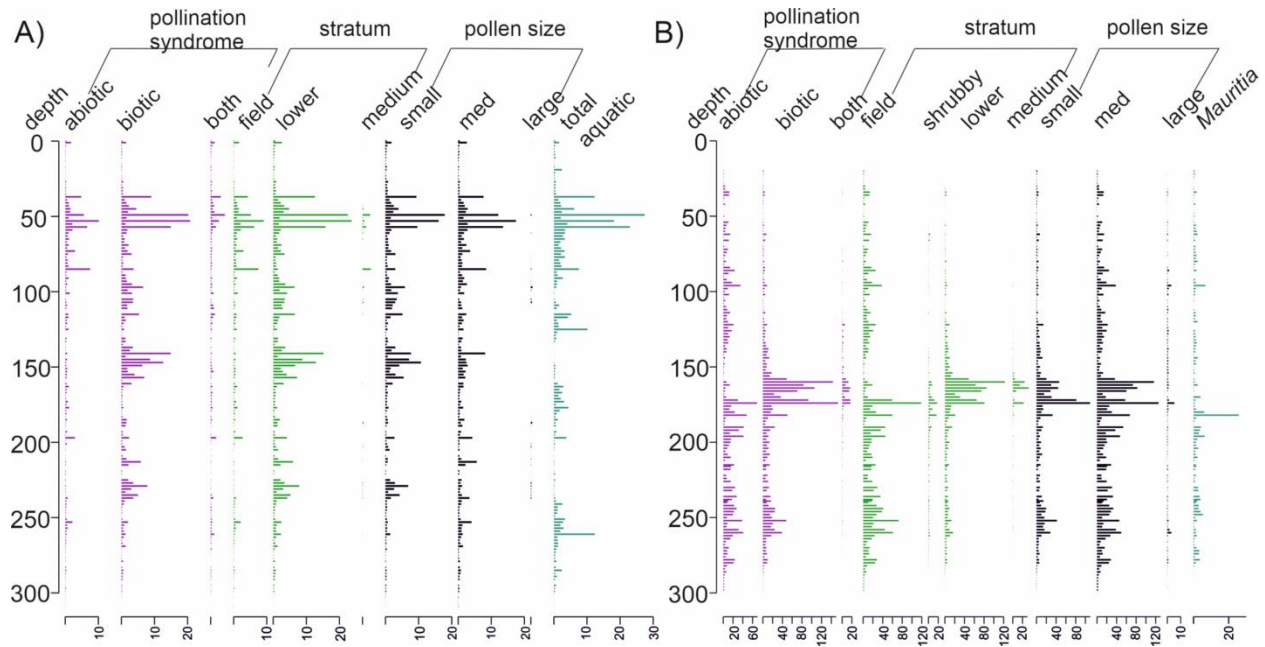 A)
pollination
syndrome
stratum
pollen size
depth
abiotic
biotic
both
field
lower
medium
small
med
large
total
aquatic
0
50
100
150
200
250
300
10
10
20
10
10
20
10
20
10
20
10
20
30
B)
pollination
syndrome
stratum
pollen size
depth
abiotic
biotic
both
field
shrubby
lower
medium
small
med
large
Mauritia
0
50
100
150
200
250
300
20
60
40
80
120
20
40
80
120
20
40
80
120
20
40
80
40
80
120
10
20